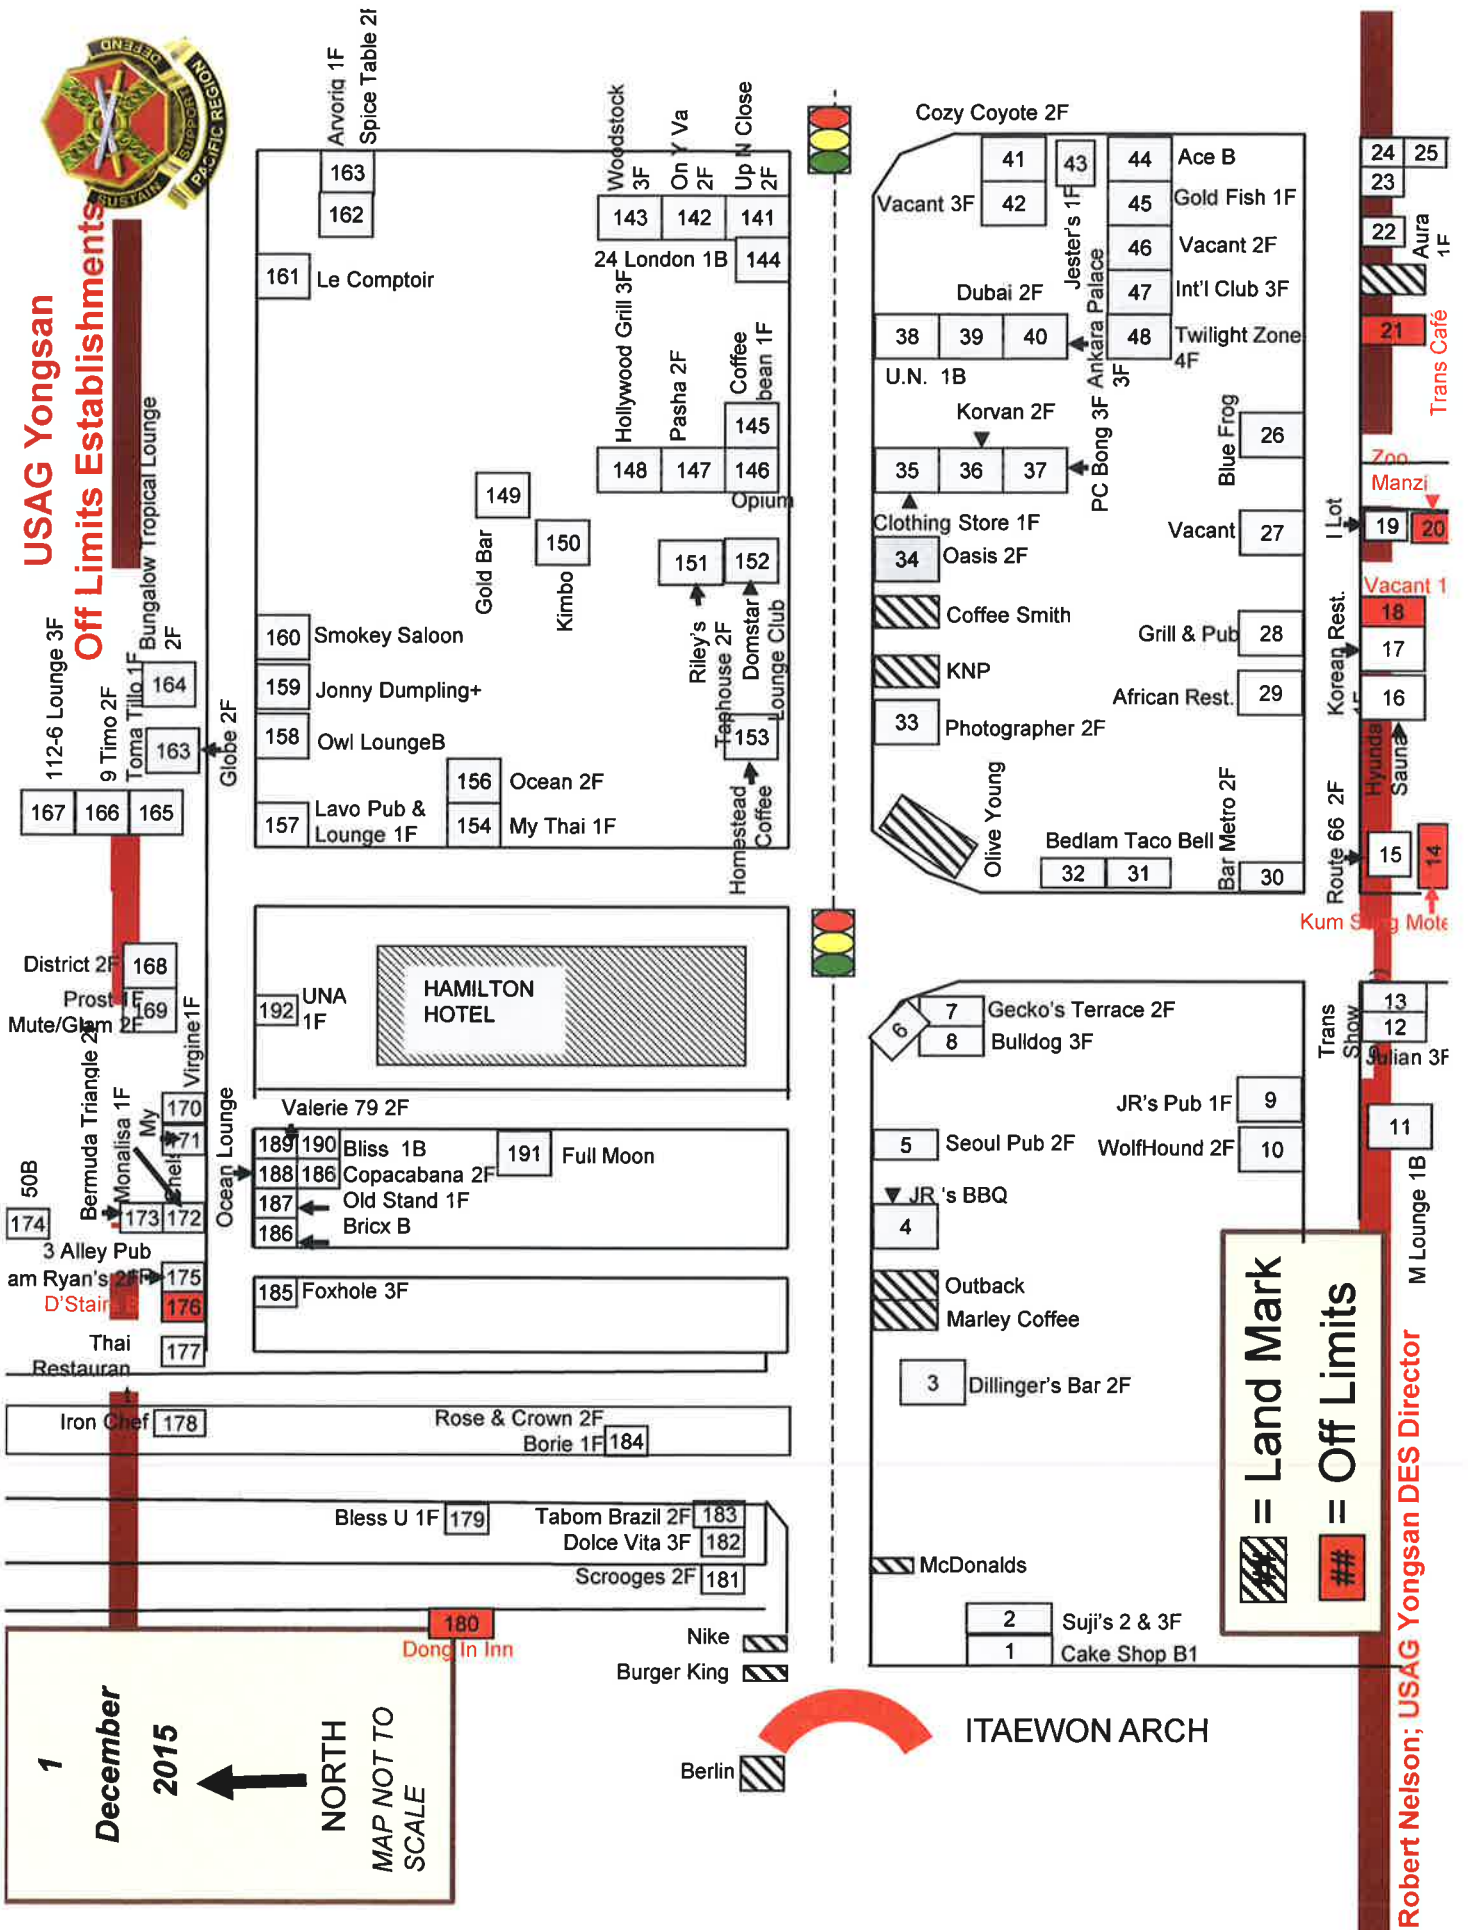 USAG Yongsan
Off Limits Establishments
DEFEND
SUPPORT
SUSTAIN
PACIFIC REGION
Arvorig 1F
Spice Table 2F
163
162
161 Le Comptoir
Woodstock 3F
On Y Va 2F
Up N Close 2F
143 142 141
24 London 1B 144
Hollywood Grill 3F
Pasha 2F
Coffee bean 1F
145
148 147 146
Opium
149
Gold Bar
150
Kimbo
151 152
Riley's
Taphouse 2F
Domstar
Lounge Club
153
Homestead
Coffee
160 Smokey Saloon
159 Jonny Dumpling+
158 Owl LoungeB
156 Ocean 2F
157 Lavo Pub &
Lounge 1F
154 My Thai 1F
Bungalow Tropical Lounge
2F
164
112-6 Lounge 3F
9 Timo 2F
Toma Tillo 1F
163
Globe 2F
167 166 165
District 2F 168
Prost 1F
169
Mute/Glam 2F
192 UNA
1F
HAMILTON
HOTEL
Bermuda Triangle
Monalisa 1F
My
Virgine1F
170
71
173 172
50B
174
3 Alley Pub
am Ryan's 2F
175
D'Stair
176
Thai
Restauran
177
Ocean Lounge
Valerie 79 2F
189 190 Bliss 1B
188 186 Copacabana 2F
187 Old Stand 1F
186 Bricx B
191 Full Moon
185 Foxhole 3F
Iron Chef 178
Rose & Crown 2F
Borie 1F 184
Bless U 1F 179
Tabom Brazil 2F 183
Dolce Vita 3F 182
Scrooges 2F 181
180
Dong In Inn
Nike
Burger King
Berlin
ITAEWON ARCH
1
December
2015
NORTH
MAP NOT TO
SCALE
Cozy Coyote 2F
41
Vacant 3F 42
43
Jester's 1F
44 Ace B
45 Gold Fish 1F
46 Vacant 2F
47 Int'l Club 3F
48 Twilight Zone
4F
Dubai 2F
38 39 40
U.N. 1B
Ankara Palace
3F
Korvan 2F
35 36 37
PC Bong 3F
Clothing Store 1F
34 Oasis 2F
Coffee Smith
KNP
33 Photographer 2F
Olive Young
Bedlam Taco Bell
32 31
Bar Metro 2F
30
Blue Frog
26
Vacant 27
Grill & Pub 28
African Rest. 29
24 25
23
22
Aura
1F
21
Trans Café
Zoo
Manzi
I Lot
19 20
Vacant 1
18
Korean Rest.
17
16
Hyunda
Sauna
Route 66 2F
15 14
Kum Sung Mote
6
7 Gecko's Terrace 2F
8 Bulldog 3F
JR's Pub 1F 9
5 Seoul Pub 2F
WolfHound 2F 10
JR 's BBQ
4
Outback
Marley Coffee
3 Dillinger's Bar 2F
McDonalds
2 Suji's 2 & 3F
1 Cake Shop B1
Trans
Show
13
12
Julian 3F
11
M Lounge 1B
## = Land Mark
## = Off Limits
Robert Nelson; USAG Yongsan DES Director